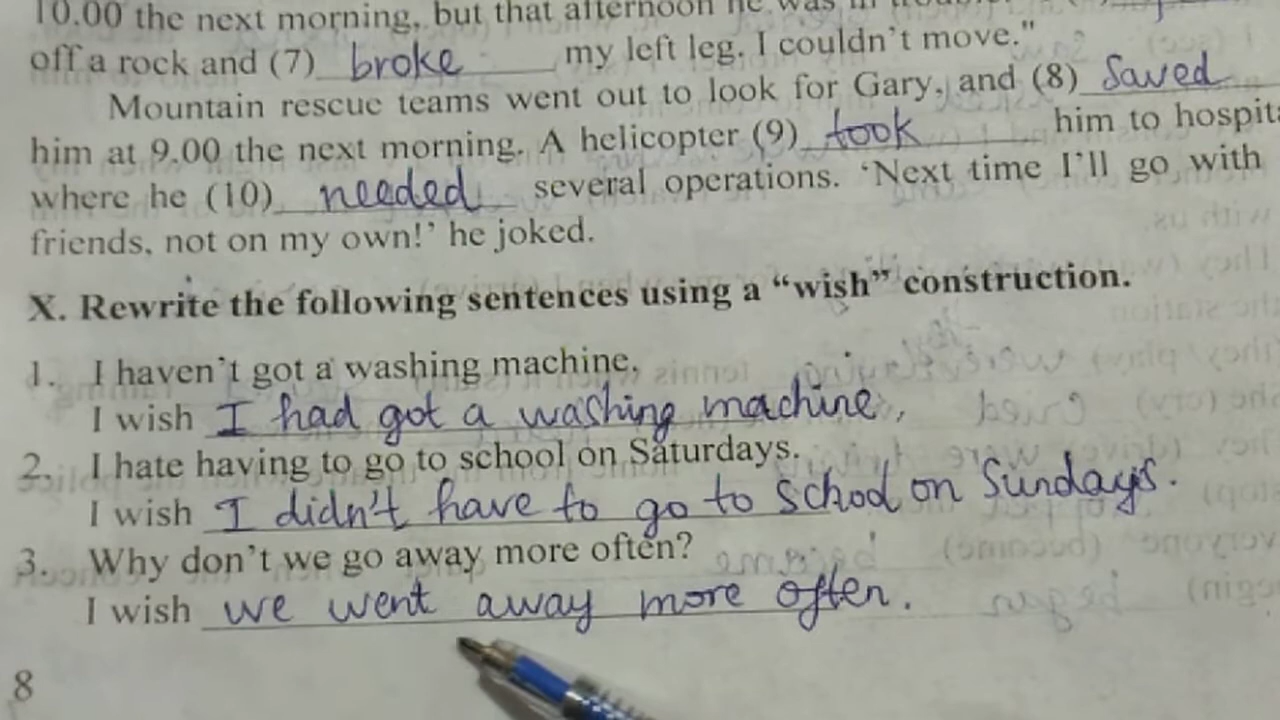 10.00 the next morning, but that afternoon he was in
off a rock and (7) broke my left leg. I couldn't move."
Mountain rescue teams went out to look for Gary, and (8) Saved
him at 9.00 the next morning. A helicopter (9) took him to
where he (10) needed several operations. 'Next time I'll go with
friends, not on my own!' he joked.
X. Rewrite the following sentences using a "wish" construction.
1. I haven't got a washing machine.
I wish I had got a washing machine.
2. I hate having to go to school on Saturdays.
I wish I didn't have to go to school on Sundays.
3. Why don't we go away more often?
I wish we went away more often.
8